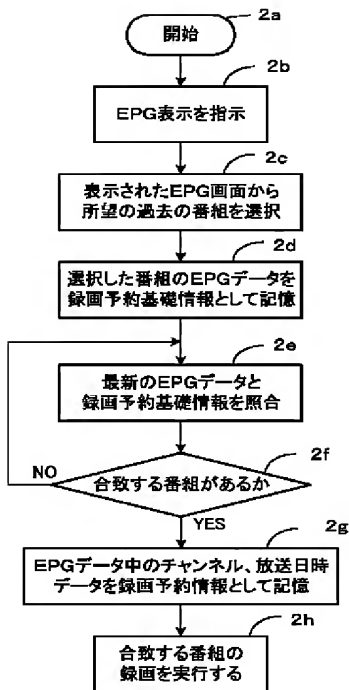 2a
開始
2b
EPG表示を指示
2c
表示されたEPG画面から
所望の過去の番組を選択
2d
選択した番組のEPGデータを
録画予約基礎情報として記憶
2e
最新のEPGデータと
録画予約基礎情報を照合
2f
合致する番組があるか
NO
YES
2g
EPGデータ中のチャンネル、放送日時
データを録画予約情報として記憶
2h
合致する番組の
録画を実行する